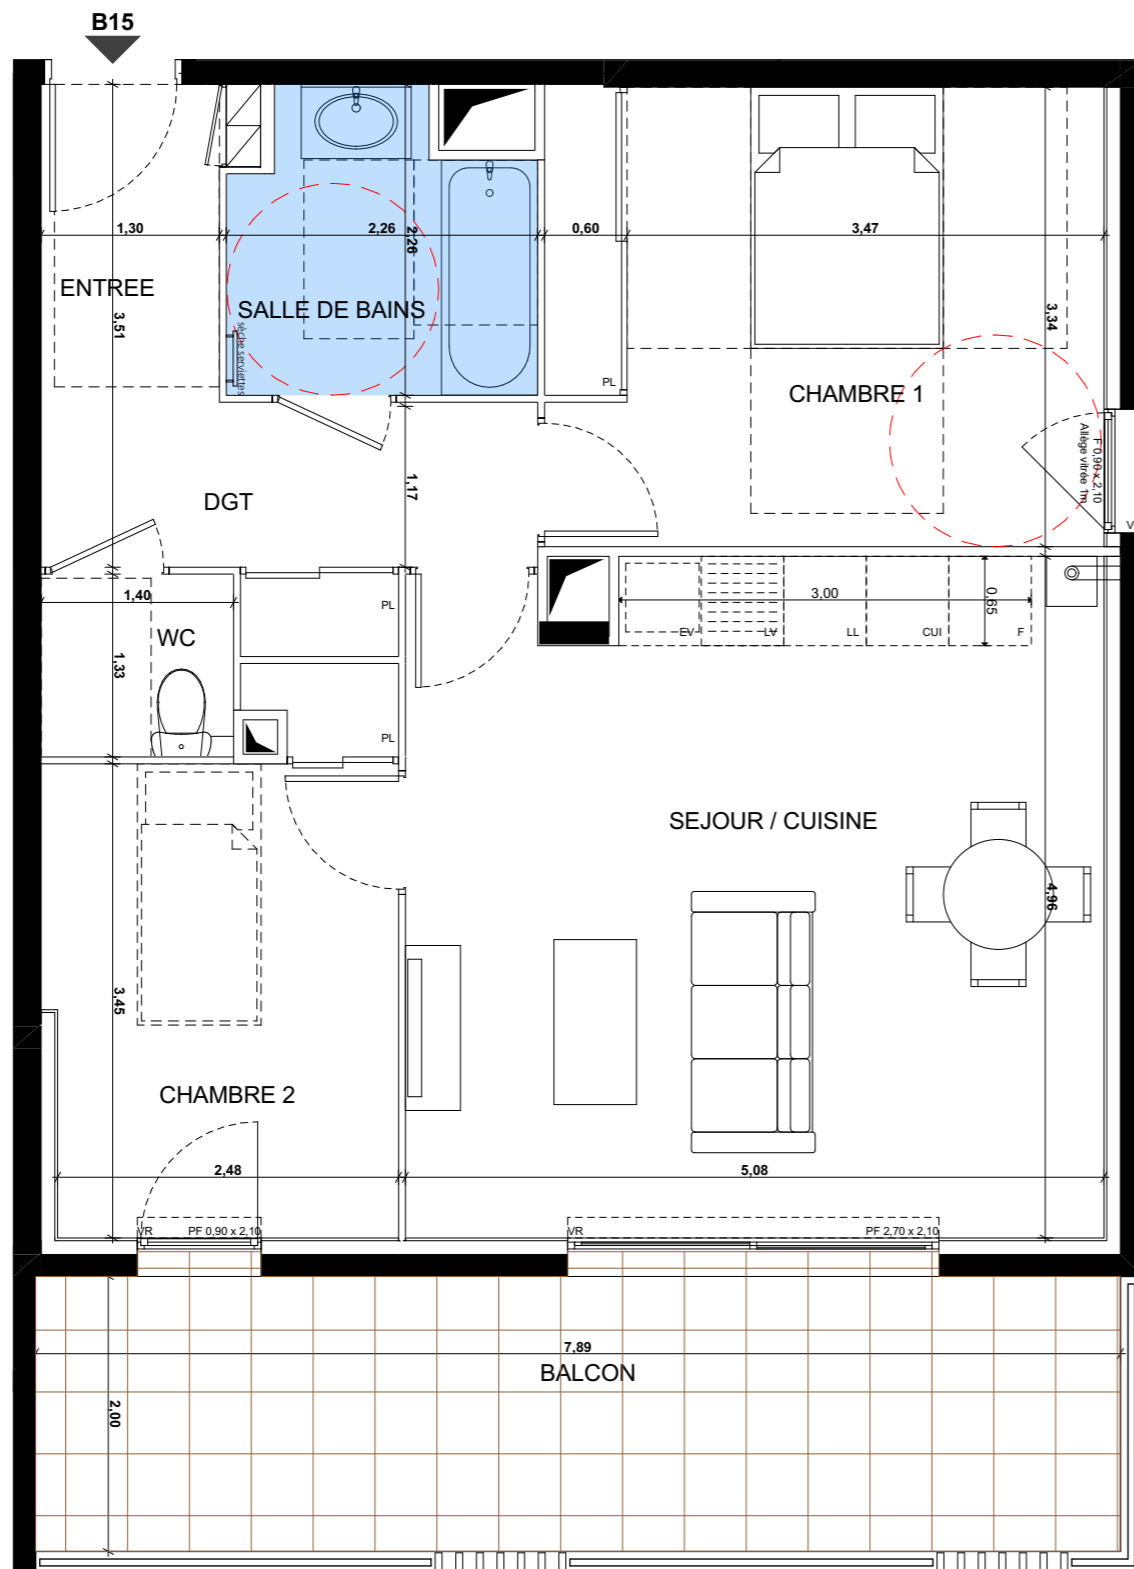 B15
1,30
2,26
2,26
0,60
3,47
ENTREE
3,51
SALLE DE BAINS
sèche serviettes
3,34
PL
CHAMBRE 1
F 0,90 x 2,10
Allège vitrée 1m
V
1,17
DGT
1,40
PL
3,00
0,65
EV
LV
LL
CUI
F
WC
1,33
PL
SEJOUR / CUISINE
4,96
3,45
CHAMBRE 2
2,48
5,08
VR
PF 0,90 x 2,10
VR
PF 2,70 x 2,10
7,89
BALCON
2,00